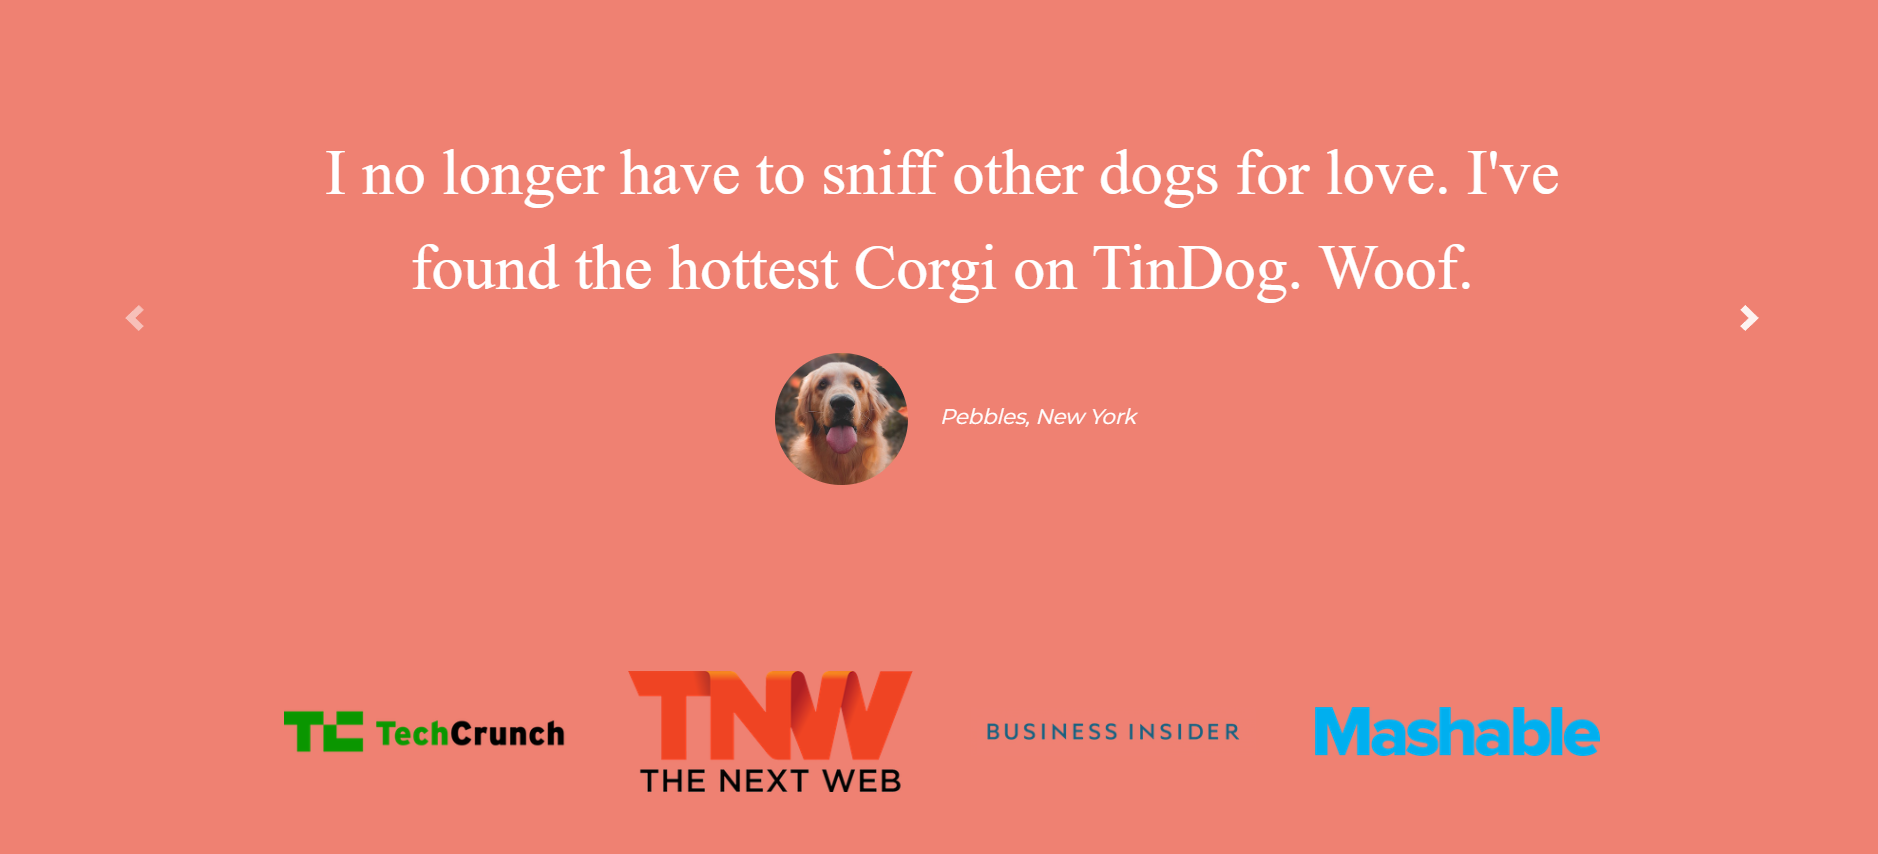 I no longer have to sniff other dogs for love. I've
found the hottest Corgi on TinDog. Woof.
Pebbles, New York
TC TechCrunch
TNW
THE NEXT WEB
BUSINESS INSIDER
Mashable